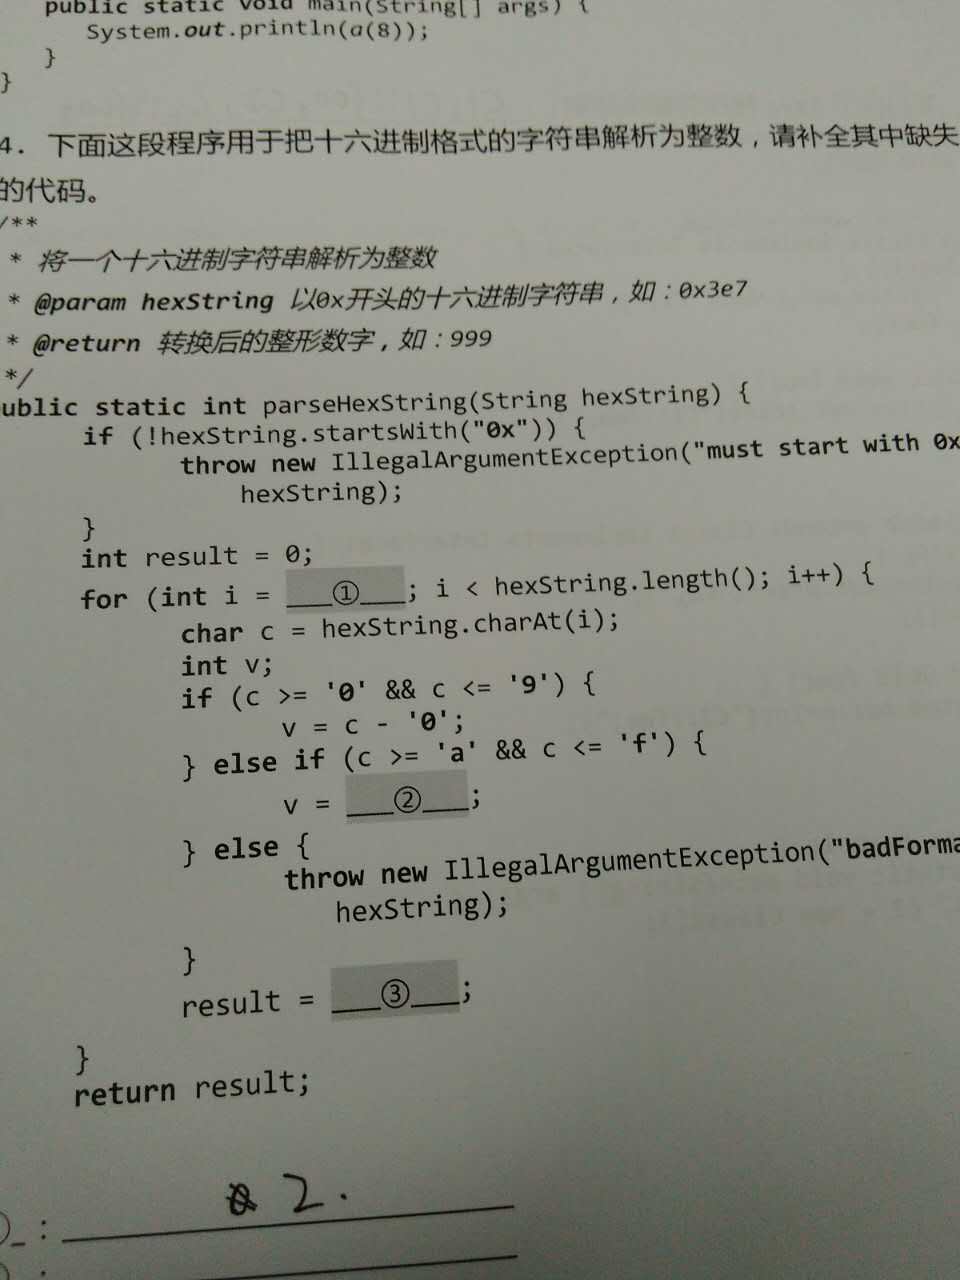 public static void main(String[] args) {
System.out.println(a(8));
}
}
4. 下面这段程序用于把十六进制格式的字符串解析为整数，请补全其中缺失
的代码。
/**
* 将一个十六进制字符串解析为整数
* @param hexString 以0x开头的十六进制字符串，如：0x3e7
* @return 转换后的整形数字，如：999
*/
ublic static int parseHexString(String hexString) {
if (!hexString.startsWith("0x")) {
throw new IllegalArgumentException("must start with 0x
hexString);
}
int result = 0;
for (int i = ___①___; i < hexString.length(); i++) {
char c = hexString.charAt(i);
int v;
if (c >= '0' && c <= '9') {
v = c - '0';
} else if (c >= 'a' && c <= 'f') {
v = ___②___;
} else {
throw new IllegalArgumentException("badForma
hexString);
}
result = ___③___;
}
return result;
: 2.